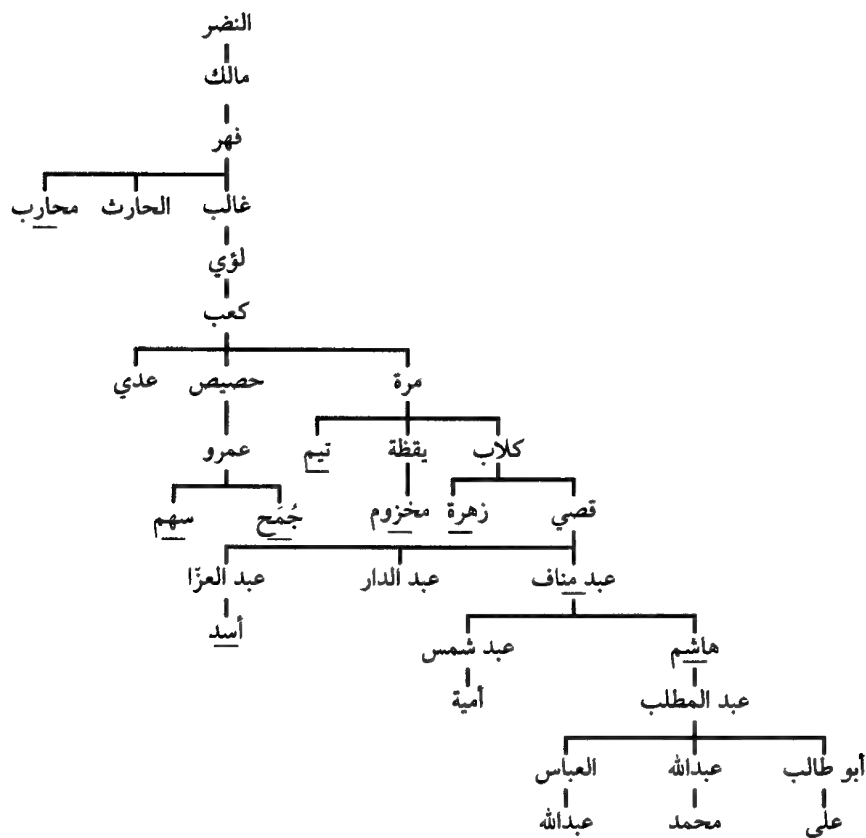 النضر
مالك
فهر
غالب الحارث محارب
لؤي
كعب
مرة حصيص عدي
كلاب يقظة تيم عمرو
قصي زهرة مخزوم جُمَح سهم
عبد مناف عبد الدار عبد العزّا
هاشم عبد شمس أسد
عبد المطلب أمية
أبو طالب عبدالله العباس
علي محمد عبدالله